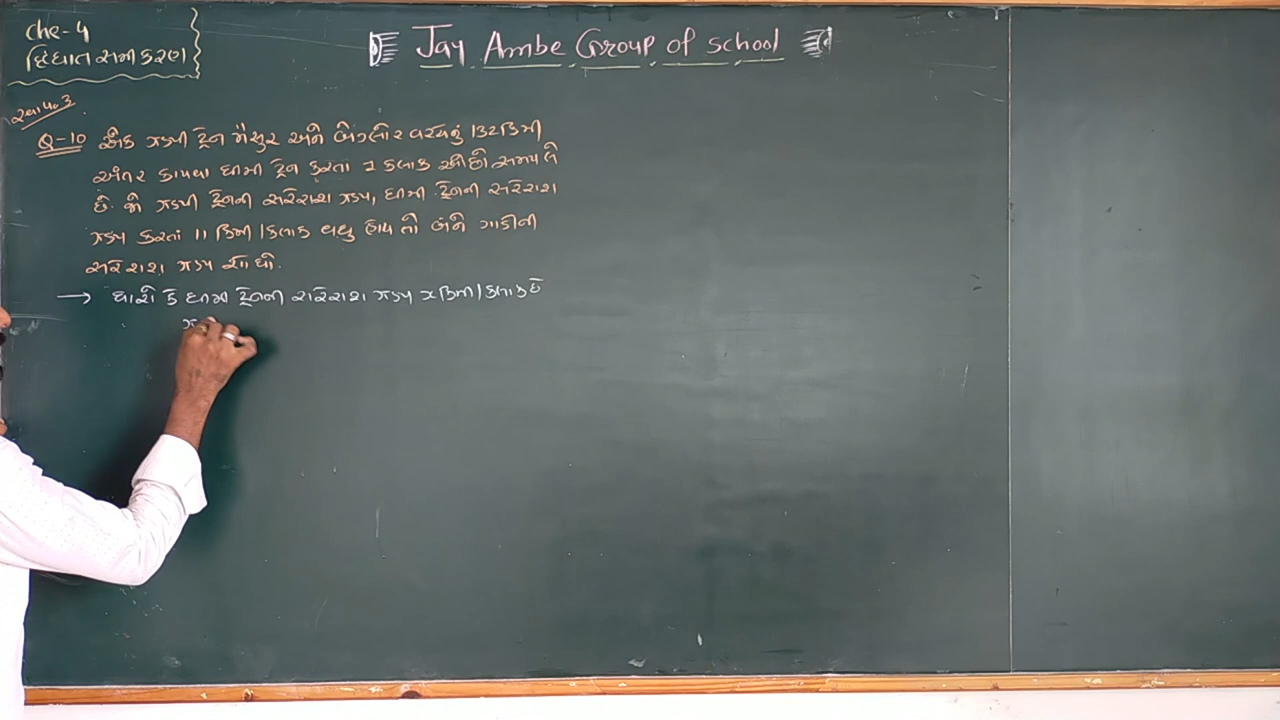 Che-4
દ્વિઘાત સમીકરણ
Jay Ambe Group of School
સ્વા ૫૦૩
Q-10 એક ઝડપી ટ્રેન મૈસુર અને બેંગલોર વચ્ચેનું 132 કિમી
અંતર કાપવા ધીમી ટ્રેન કરતા 1 કલાક ઓછો સમય લે
છે. જો ઝડપી ટ્રેનની સરેરાશ ઝડપ, ધીમી ટ્રેનની સરેરાશ
ઝડપ કરતાં 11 કિમી/કલાક વધુ હોય તો બંને ગાડીની
સરેરાશ ઝડપ શોધો.
→ ધારો કે ધીમી ટ્રેનની સરેરાશ ઝડપ x કિમી/કલાક છે